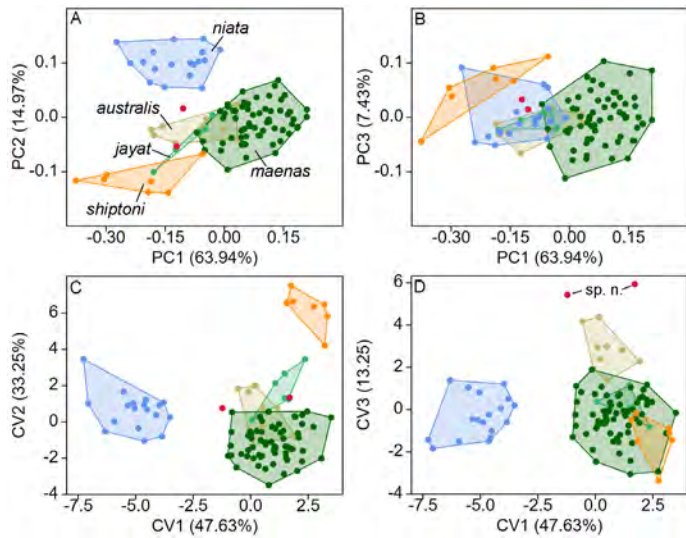 A
niata
australis
jayat
shiptoni
maenas
PC2 (14.97%)
0.1
0.0
-0.1
-0.30 -0.15 0.00 0.15
PC1 (63.94%)
B
PC3 (7.43%)
0.1
0.0
-0.1
-0.30 -0.15 0.00 0.15
PC1 (63.94%)
C
CV2 (33.25%)
6
4
2
0
-2
-4
-7.5 -5.0 -2.5 0.0 2.5
CV1 (47.63%)
D
sp. n.
CV3 (13.25)
6
4
2
0
-2
-4
-7.5 -5.0 -2.5 0.0 2.5
CV1 (47.63%)